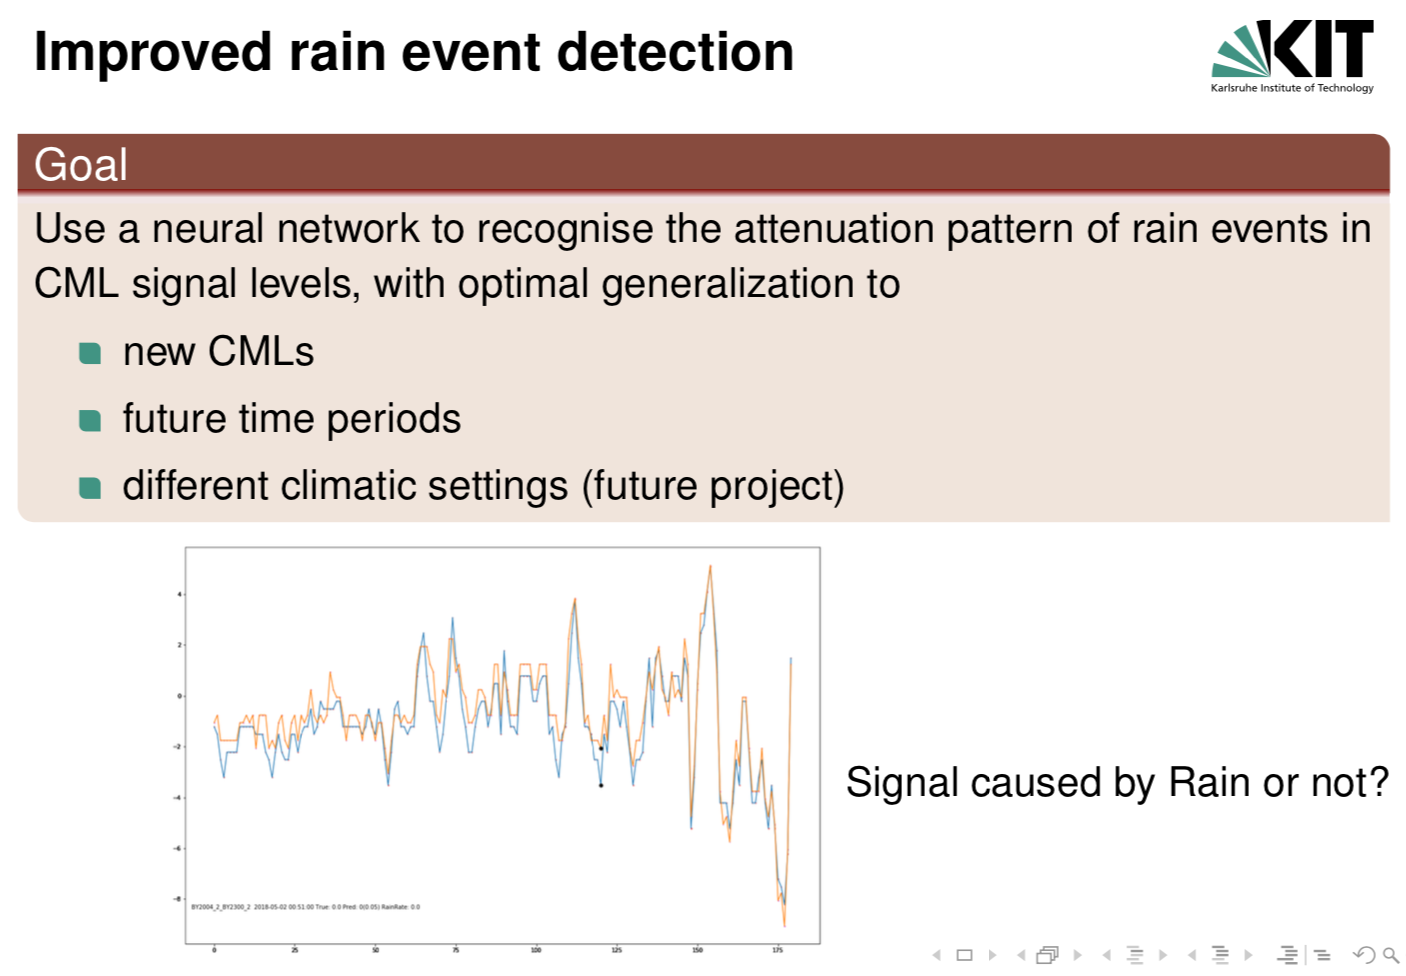 Improved rain event detection
KIT
Karlsruhe Institute of Technology
Goal
Use a neural network to recognise the attenuation pattern of rain events in
CML signal levels, with optimal generalization to
new CMLs
future time periods
different climatic settings (future project)
4
2
0
−2
−4
−6
−8
BY2004_2_BY2300_2 2018-05-02 00:51:00 True: 0.0 Pred: 0(0.05) RainRate: 0.0
0 25 50 75 100 125 150 175
Signal caused by Rain or not?